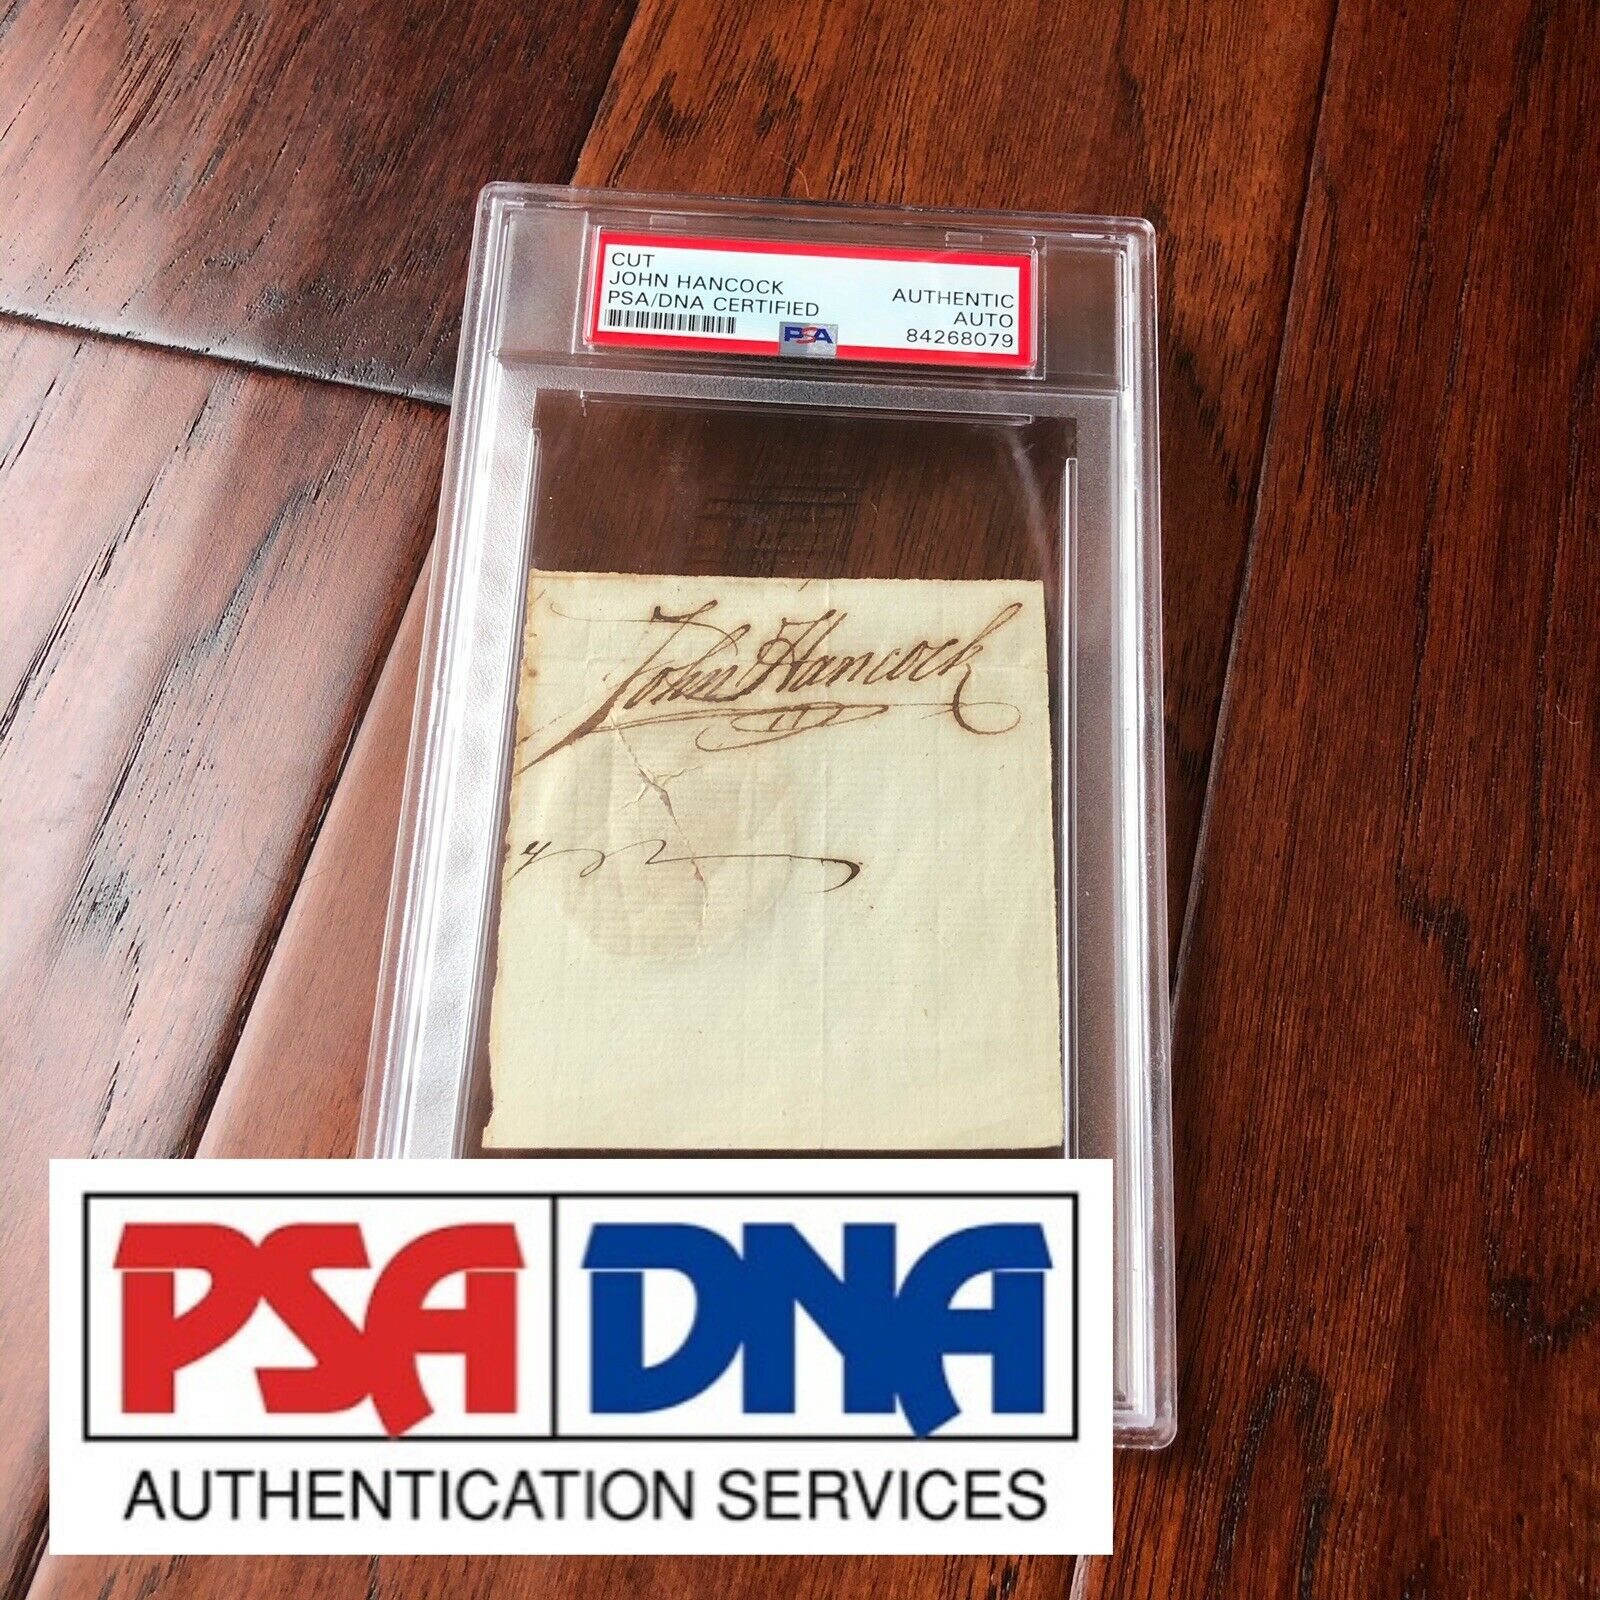 CUT
JOHN HANCOCK
PSA/DNA CERTIFIED
AUTHENTIC
AUTO
84268079
PSA
John Hancock
PSA DNA
AUTHENTICATION SERVICES